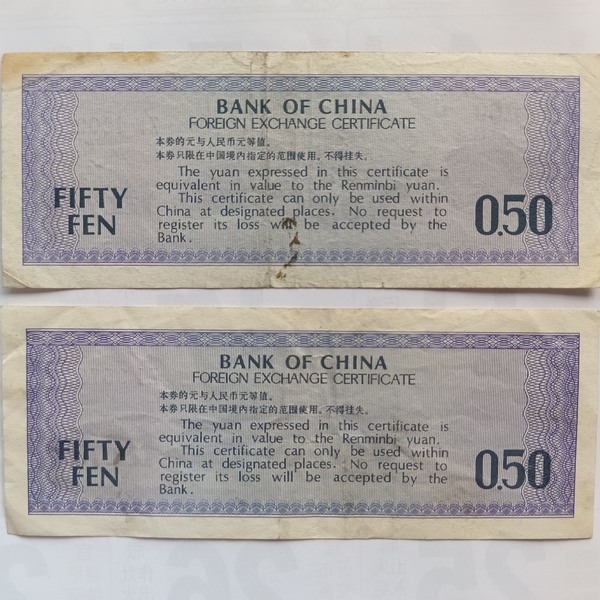 BANK OF CHINA
FOREIGN EXCHANGE CERTIFICATE
本券的元与人民币元等值。
本券只限在中国境内指定的范围使用。不得挂失。
The yuan expressed in this certificate is
equivalent in value to the Renminbi yuan.
This certificate can only be used within
China at designated places. No request to
register its loss will be accepted by the
Bank.
FIFTY
FEN
0.50
BANK OF CHINA
FOREIGN EXCHANGE CERTIFICATE
本券的元与人民币元等值。
本券只限在中国境内指定的范围使用。不得挂失。
The yuan expressed in this certificate is
equivalent in value to the Renminbi yuan.
This certificate can only be used within
China at designated places. No request to
register its loss will be accepted by the
Bank.
FIFTY
FEN
0.50